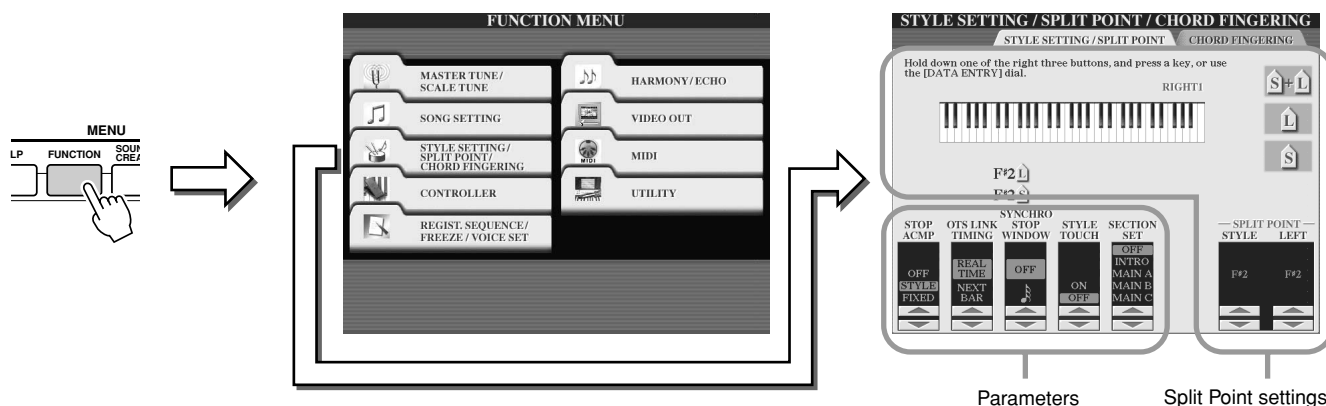 MENU
LP
FUNCTION
SOUN
CREA
FUNCTION MENU
MASTER TUNE/
SCALE TUNE
SONG SETTING
STYLE SETTING/
SPLIT POINT/
CHORD FINGERING
CONTROLLER
REGIST. SEQUENCE/
FREEZE / VOICE SET
HARMONY/ECHO
VIDEO OUT
MIDI
MIDI
UTILITY
STYLE SETTING / SPLIT POINT / CHORD FINGERING
STYLE SETTING / SPLIT POINT
CHORD FINGERING
Hold down one of the right three buttons, and press a key, or use
the [DATA ENTRY] dial.
RIGHT1
S+L
L
S
F#2 L
F#2 S
STOP
ACMP
OFF
STYLE
FIXED
OTS LINK
TIMING
REAL
TIME
NEXT
BAR
SYNCHRO
STOP
WINDOW
OFF
STYLE
TOUCH
ON
OFF
SECTION
SET
OFF
INTRO
MAIN A
MAIN B
MAIN C
SPLIT POINT
STYLE LEFT
F#2 F#2
Parameters
Split Point settings